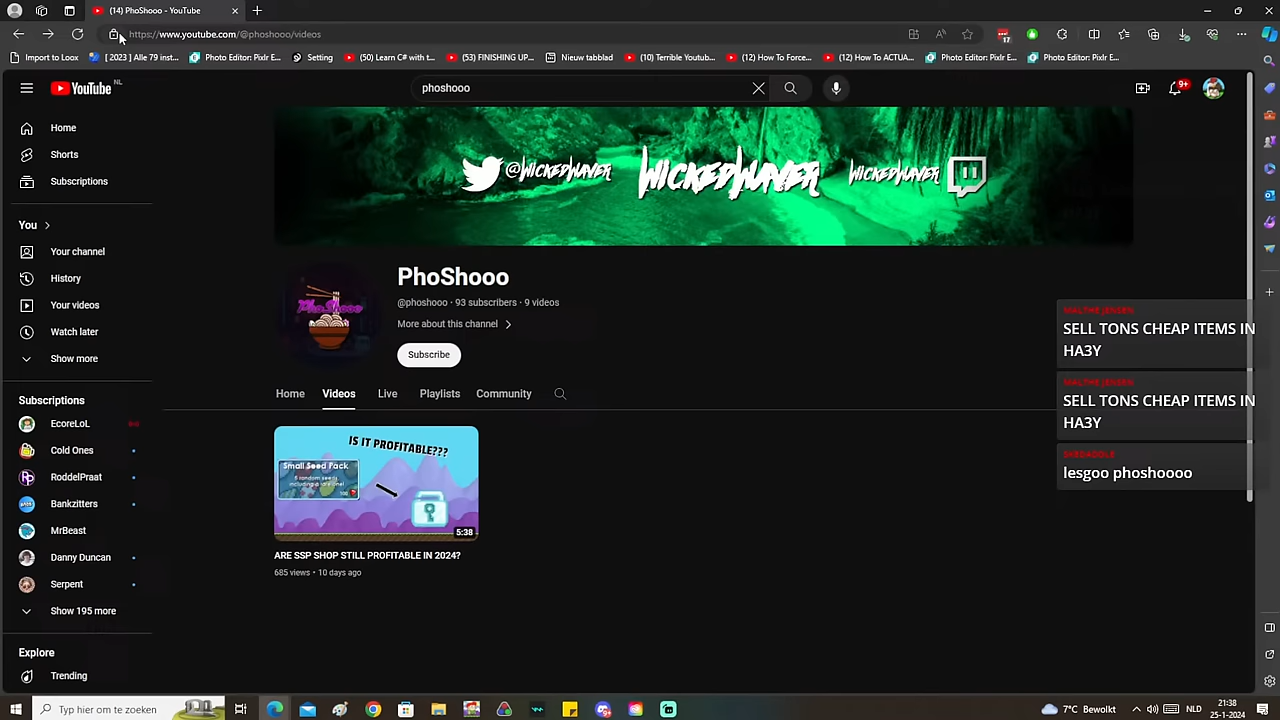 (14) PhoShooo - YouTube
https://www.youtube.com/@phoshooo/videos
17
Import to Loox
[ 2023 ] Alle 79 inst...
Photo Editor: Pixlr E...
Setting
(50) Learn C# with t...
(53) FINISHING UP...
Nieuw tabblad
(10) Terrible Youtub...
(12) How To Force...
(12) How To ACTUA...
Photo Editor: Pixlr E...
Photo Editor: Pixlr E...
YouTube NL
phoshooo
9+
Home
Shorts
Subscriptions
You
Your channel
History
Your videos
Watch later
Show more
Subscriptions
EcoreLoL
Cold Ones
RoddelPraat
Bankzitters
MrBeast
Danny Duncan
Serpent
Show 195 more
Explore
Trending
@WICKEDWAVER
WICKEDWAVER
WICKEDWAVER
PhoShooo
PhoShooo
@phoshooo · 93 subscribers · 9 videos
More about this channel
Subscribe
Home
Videos
Live
Playlists
Community
IS IT PROFITABLE???
Small Seed Pack
5:38
ARE SSP SHOP STILL PROFITABLE IN 2024?
685 views · 10 days ago
MALTHE JENSEN
SELL TONS CHEAP ITEMS IN
HA3Y
MALTHE JENSEN
SELL TONS CHEAP ITEMS IN
HA3Y
SKEDADDLE
lesgoo phoshoooo
Typ hier om te zoeken
7°C Bewolkt
NLD
21:38
25-1-2024